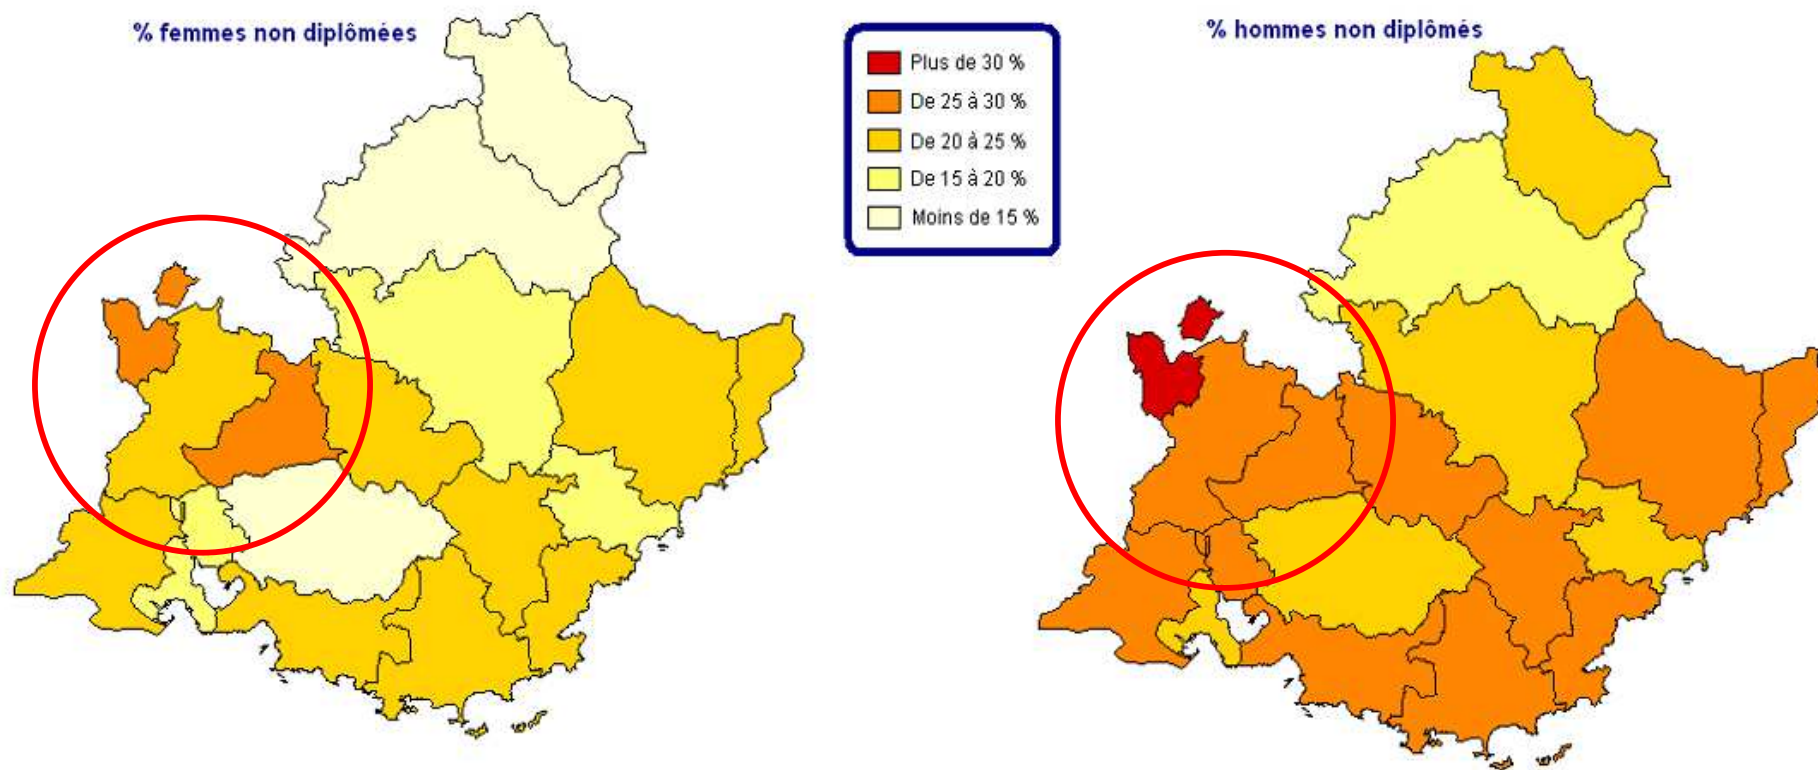 % femmes non diplômées
Plus de 30 %
De 25 à 30 %
De 20 à 25 %
De 15 à 20 %
Moins de 15 %
% hommes non diplômés